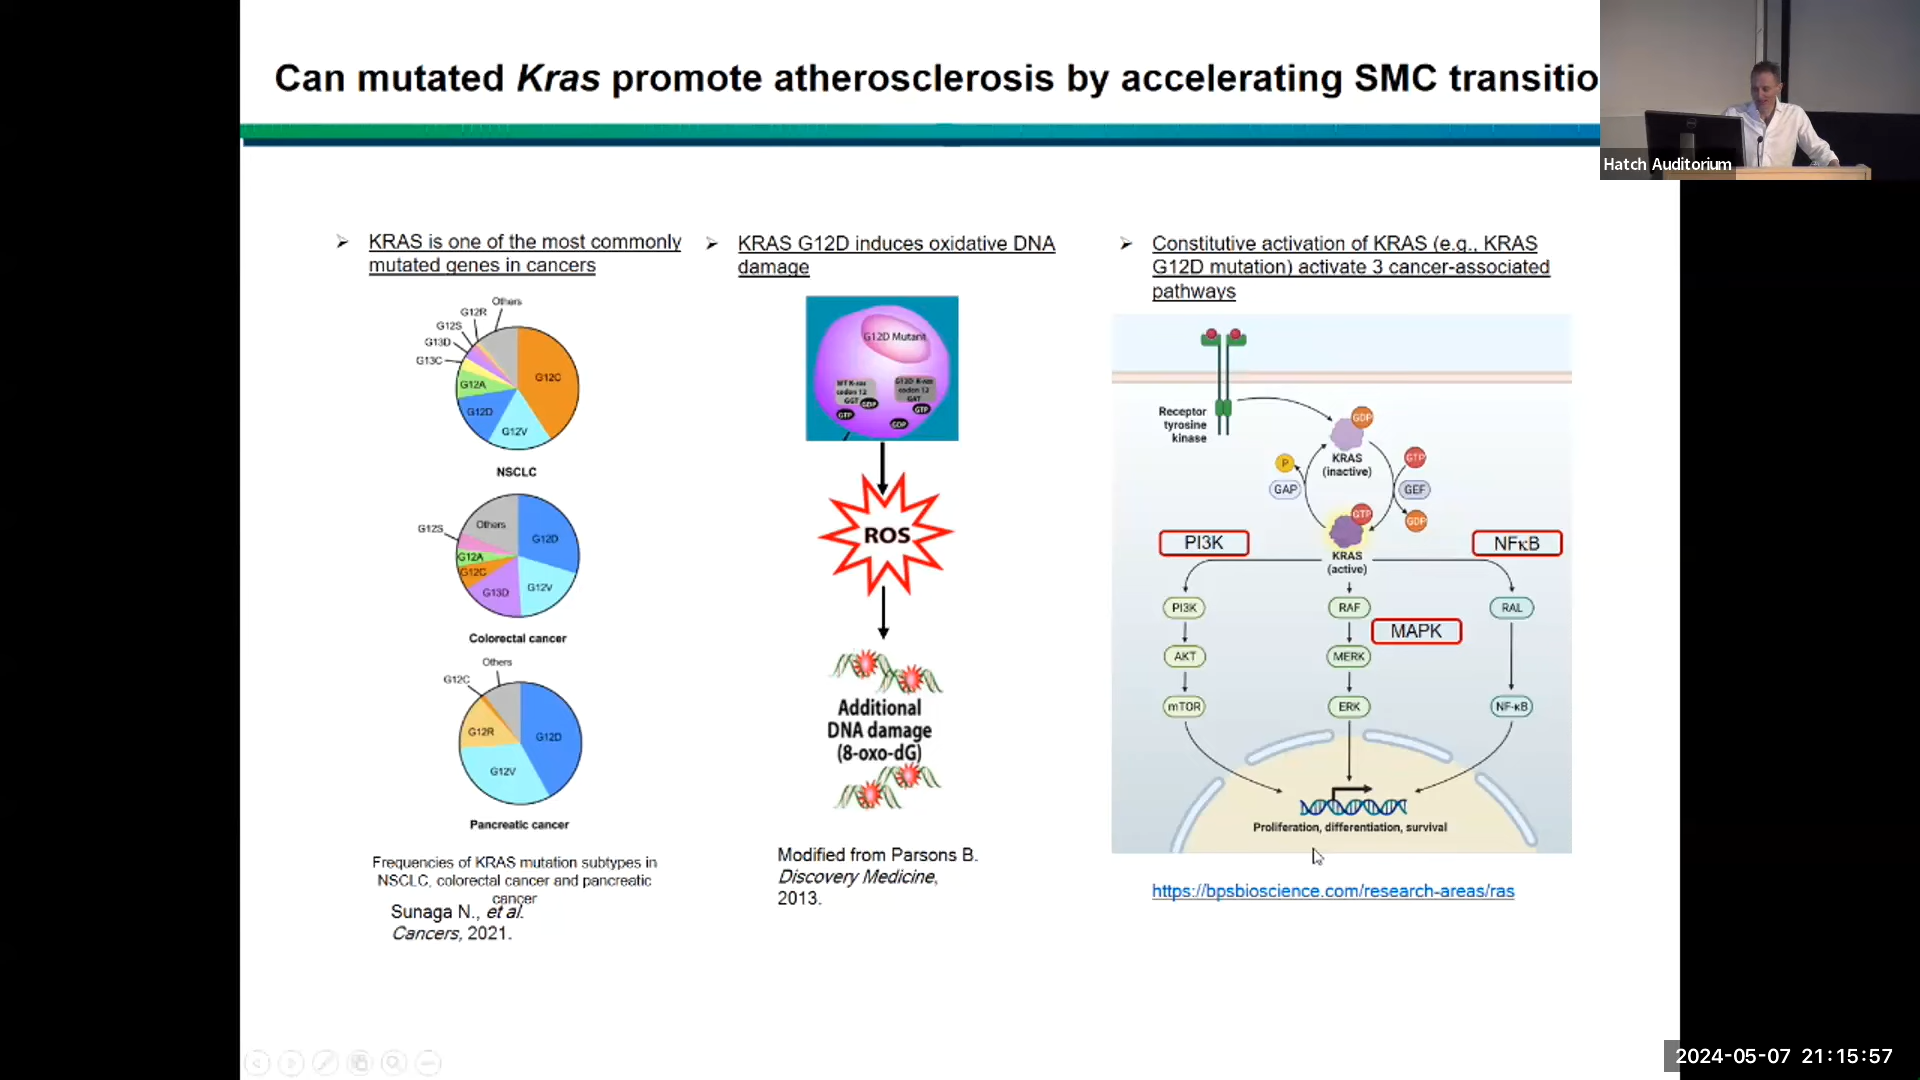 Can mutated Kras promote atherosclerosis by accelerating SMC transitio
Hatch Auditorium
➢ KRAS is one of the most commonly
mutated genes in cancers
Others
G12R
G12S
G13D
G13C
G12A
G12D
G12V
G12C
NSCLC
Others
G12S
G12A
G12C
G13D
G12V
G12D
Colorectal cancer
Others
G12C
G12R
G12V
G12D
Pancreatic cancer
Frequencies of KRAS mutation subtypes in
NSCLC, colorectal cancer and pancreatic
cancer
Sunaga N., et al.
Cancers, 2021.
➢ KRAS G12D induces oxidative DNA
damage
G12D Mutant
WT K-ras
codon 12
GGT
GDP
GTP
G12D K-ras
codon 12
GAT
GTP
GDP
ROS
Additional
DNA damage
(8-oxo-dG)
Modified from Parsons B.
Discovery Medicine,
2013.
➢ Constitutive activation of KRAS (e.g., KRAS
G12D mutation) activate 3 cancer-associated
pathways
Receptor
tyrosine
kinase
GDP
KRAS
(inactive)
P
GAP
GTP
GEF
GDP
GTP
KRAS
(active)
PI3K
NFκB
PI3K
RAF
RAL
MAPK
AKT
MERK
mTOR
ERK
NF-κB
Proliferation, differentiation, survival
https://bpsbioscience.com/research-areas/ras
2024-05-07 21:15:57